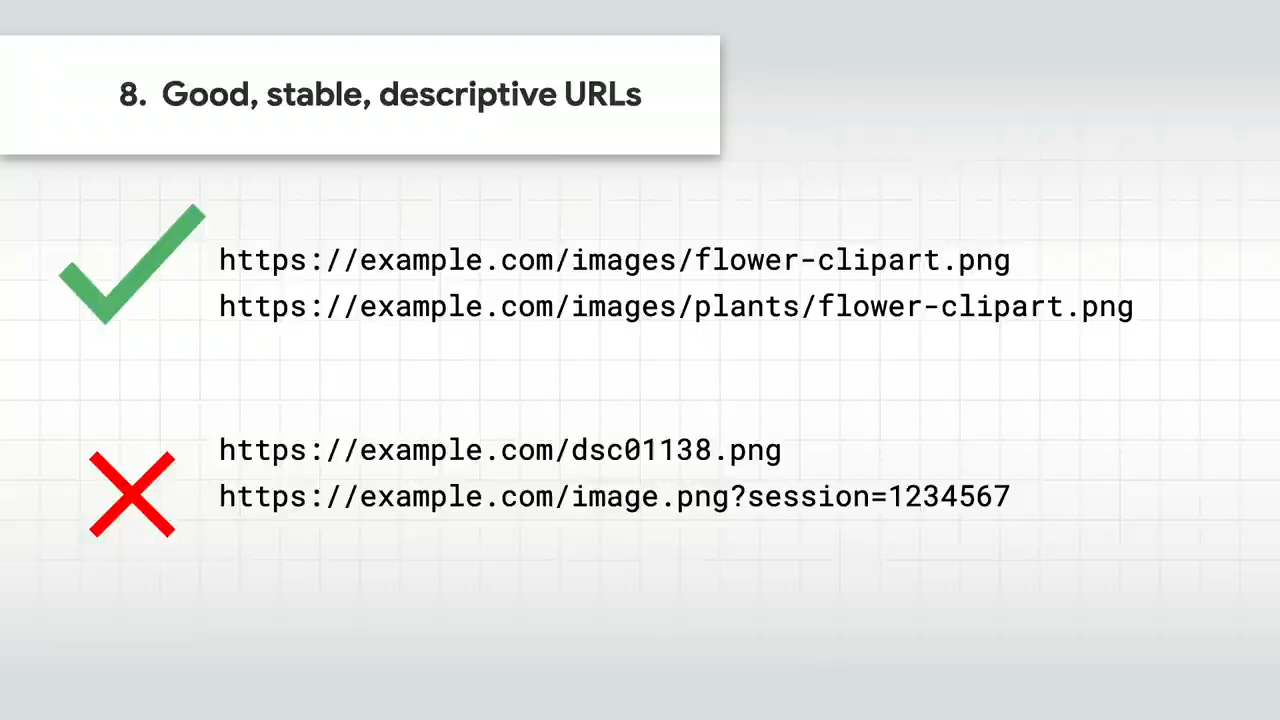 8. Good, stable, descriptive URLs
https://example.com/images/flower-clipart.png
https://example.com/images/plants/flower-clipart.png
https://example.com/dsc01138.png
https://example.com/image.png?session=1234567